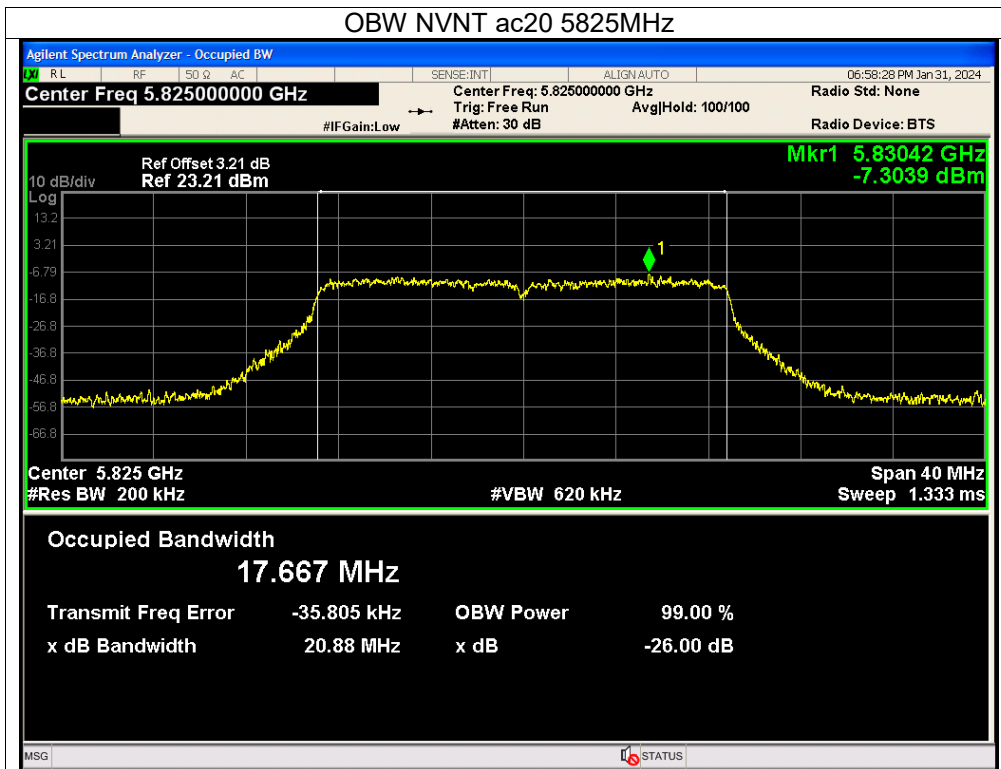 OBW NVNT ac20 5825MHz
Agilent Spectrum Analyzer - Occupied BW
LXI RL RF 50 Ω AC SENSE:INT ALIGN AUTO 06:58:28 PM Jan 31, 2024
Center Freq 5.825000000 GHz Center Freq: 5.825000000 GHz Radio Std: None
Trig: Free Run Avg|Hold: 100/100
#IFGain:Low #Atten: 30 dB Radio Device: BTS
Mkr1 5.83042 GHz
-7.3039 dBm
Ref Offset 3.21 dB
10 dB/div Ref 23.21 dBm
Log
13.2
3.21
1
-6.79
-16.8
-26.8
-36.8
-46.8
-56.8
-66.8
Center 5.825 GHz Span 40 MHz
#Res BW 200 kHz #VBW 620 kHz Sweep 1.333 ms
Occupied Bandwidth
17.667 MHz
Transmit Freq Error -35.805 kHz OBW Power 99.00 %
x dB Bandwidth 20.88 MHz x dB -26.00 dB
MSG STATUS